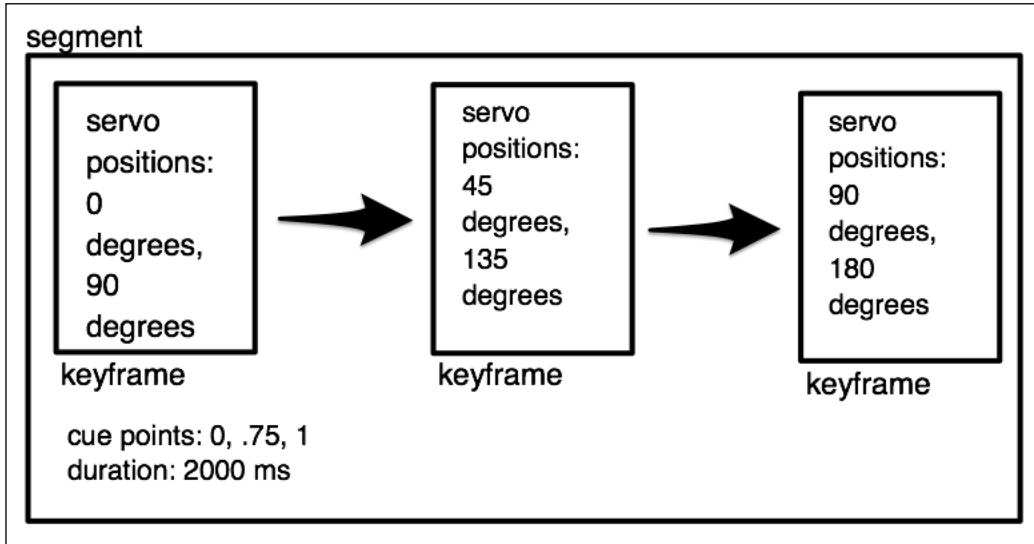 segment
servo
positions:
0
degrees,
90
degrees
keyframe
servo
positions:
45
degrees,
135
degrees
keyframe
servo
positions:
90
degrees,
180
degrees
keyframe
cue points: 0, .75, 1
duration: 2000 ms